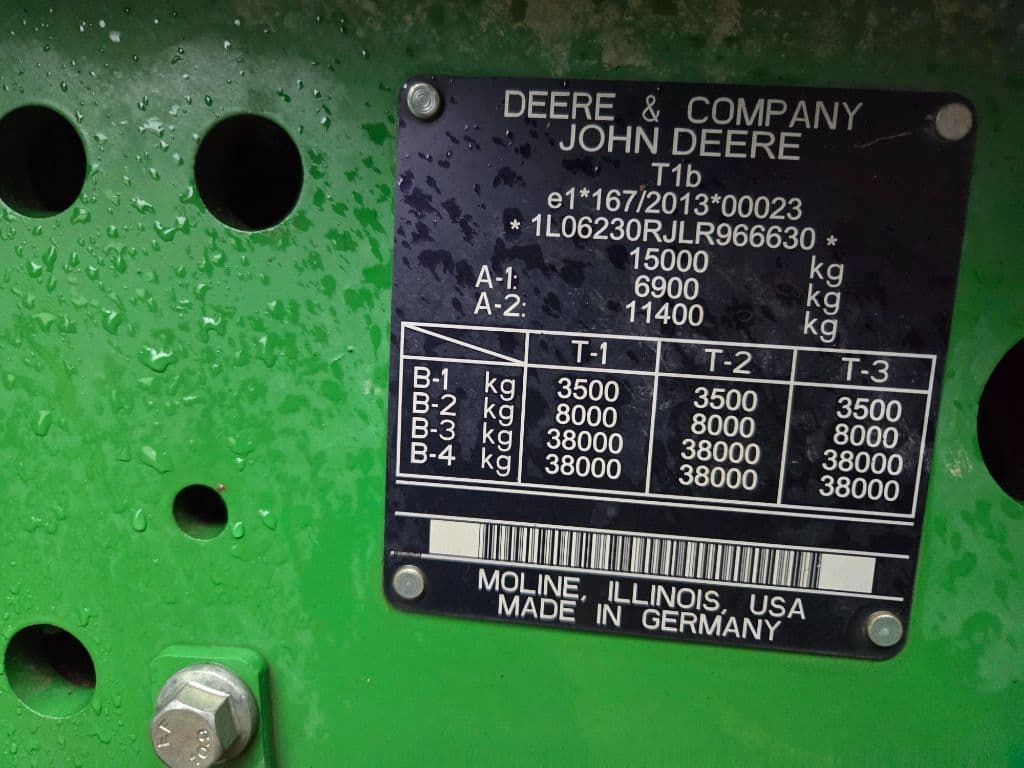 DEERE & COMPANY
JOHN DEERE
T1b
e1*167/2013*00023
* 1L06230RJLR966630 *
15000 kg
A-1: 6900 kg
A-2: 11400 kg
T-1 T-2 T-3
B-1 kg 3500 3500 3500
B-2 kg 8000 8000 8000
B-3 kg 38000 38000 38000
B-4 kg 38000 38000 38000
MOLINE, ILLINOIS, USA
MADE IN GERMANY
10.9